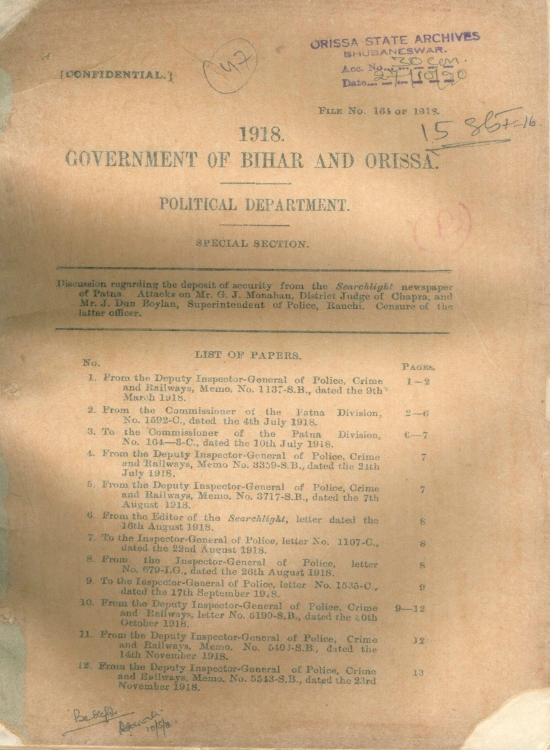 ORISSA STATE ARCHIVES
BHUBANESWAR.
[CONFIDENTIAL.]
147
Acc. No. 30 Con.
Date
FILE No. 164 OF 1918.
1918.
15
GOVERNMENT OF BIHAR AND ORISSA.
POLITICAL DEPARTMENT.
(B)
SPECIAL SECTION.
Discussion regarding the deposit of security from the Searchlight newspaper
of Patna. Attacks on Mr. G. J. Monahan, District Judge of Chapra, and
Mr. J. Dun Boylan, Superintendent of Police, Ranchi. Censure of the
latter officer.
LIST OF PAPERS.
No. PAGES.
1. From the Deputy Inspector-General of Police, Crime 1—2
and Railways, Memo. No. 1137-S.B., dated the 9th
March 1918.
2. From the Commissioner of the Patna Division, 2—6
No. 1592-C., dated the 4th July 1918.
3. To the Commissioner of the Patna Division, 6—7
No. 164—8-C., dated the 10th July 1918.
4. From the Deputy Inspector-General of Police, Crime 7
and Railways, Memo No. 3359-S.B., dated the
July 1918.
5. From the Deputy Inspector-General of Police, Crime 7
and Railways, Memo. No. 3717-S.B., dated the 7th
August 1918.
6. From the Editor of the Searchlight, letter dated the 8
16th August 1918.
7. To the Inspector-General of Police, letter No. 1107-C., 8
dated the 22nd August 1918.
8. From the Inspector-General of Police, letter 8
No. 679-I.G., dated the 26th August 1918.
9. To the Inspector-General of Police, letter No. 1535-C., 9
dated the 17th September 1918.
10. From the Deputy Inspector-General of Police, Crime 9—12
and Railways, letter No. 5190-S.B., dated the
October 1918.
11. From the Deputy Inspector-General of Police, Crime 12
and Railways, Memo. No. dated the
14th November 1918.
12. From the Deputy Inspector-General of Police, Crime 13
and Railways, Memo. No. 5543-S.B., dated the 23rd
November 1918.